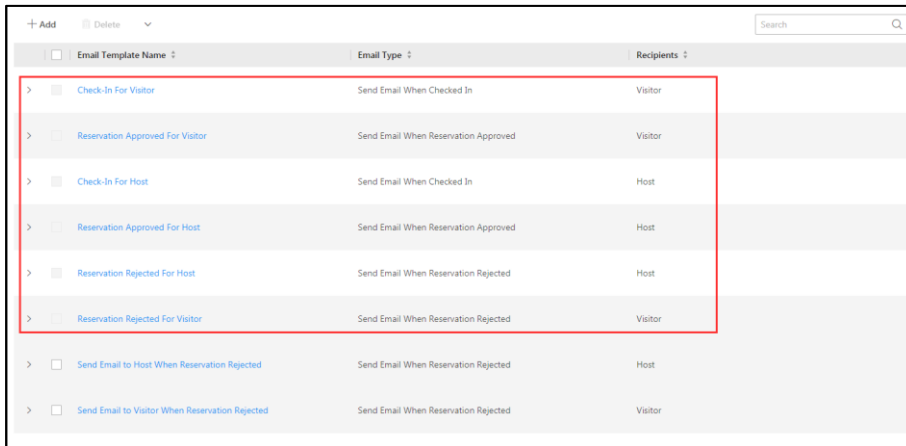 + Add Delete Search
Email Template Name Email Type Recipients
Check-In For Visitor Send Email When Checked In Visitor
Reservation Approved For Visitor Send Email When Reservation Approved Visitor
Check-In For Host Send Email When Checked In Host
Reservation Approved For Host Send Email When Reservation Approved Host
Reservation Rejected For Host Send Email When Reservation Rejected Host
Reservation Rejected For Visitor Send Email When Reservation Rejected Visitor
Send Email to Host When Reservation Rejected Send Email When Reservation Rejected Host
Send Email to Visitor When Reservation Rejected Send Email When Reservation Rejected Visitor